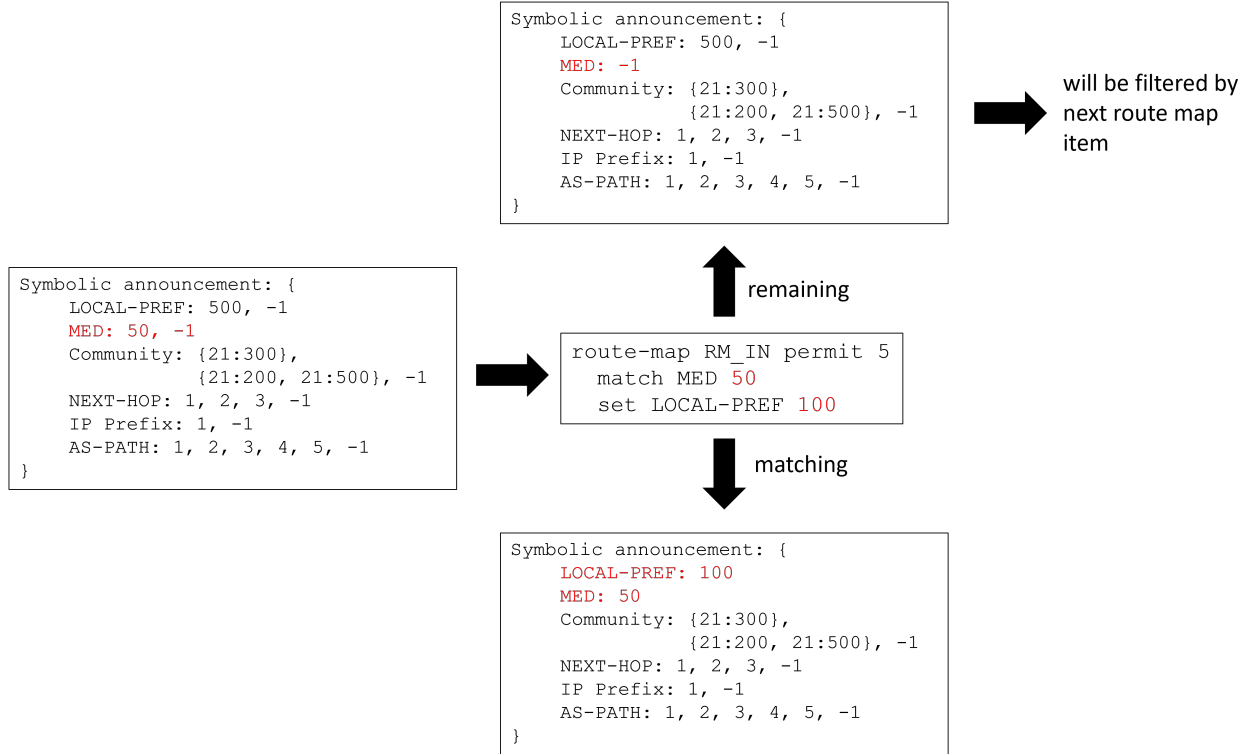 Symbolic announcement: {
LOCAL-PREF: 500, -1
MED: -1
Community: {21:300},
{21:200, 21:500}, -1
NEXT-HOP: 1, 2, 3, -1
IP Prefix: 1, -1
AS-PATH: 1, 2, 3, 4, 5, -1
}
will be filtered by
next route map
item
remaining
Symbolic announcement: {
LOCAL-PREF: 500, -1
MED: 50, -1
Community: {21:300},
{21:200, 21:500}, -1
NEXT-HOP: 1, 2, 3, -1
IP Prefix: 1, -1
AS-PATH: 1, 2, 3, 4, 5, -1
}
route-map RM_IN permit 5
match MED 50
set LOCAL-PREF 100
matching
Symbolic announcement: {
LOCAL-PREF: 100
MED: 50
Community: {21:300},
{21:200, 21:500}, -1
NEXT-HOP: 1, 2, 3, -1
IP Prefix: 1, -1
AS-PATH: 1, 2, 3, 4, 5, -1
}